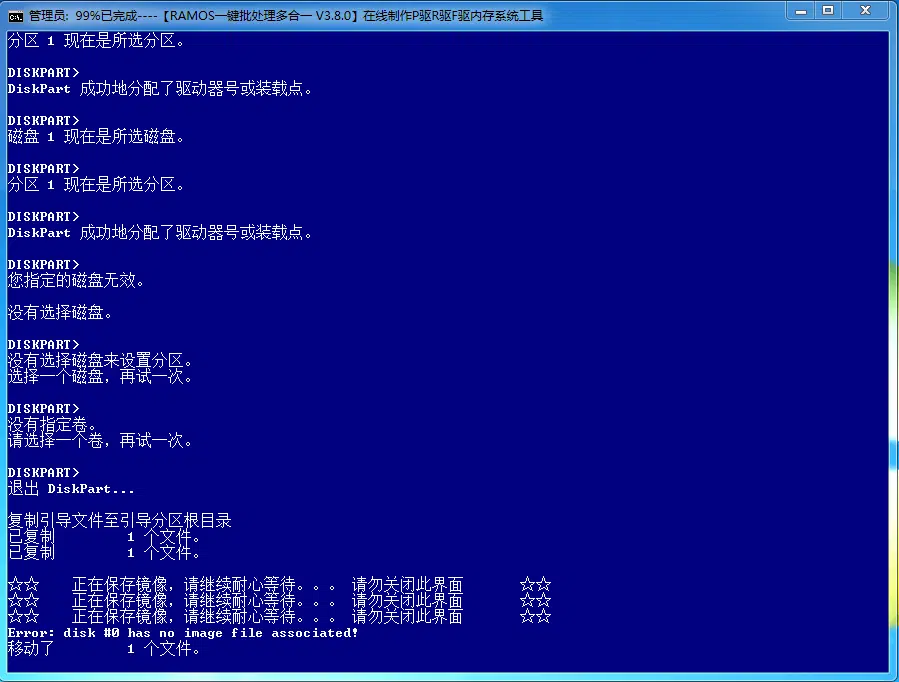 管理员: 99%已完成----【RAMOS一键批处理多合一 V3.8.0】在线制作P驱R驱F驱内存系统工具
分区 1 现在是所选分区。
DISKPART>
DiskPart 成功地分配了驱动器号或装载点。
DISKPART>
磁盘 1 现在是所选磁盘。
DISKPART>
分区 1 现在是所选分区。
DISKPART>
DiskPart 成功地分配了驱动器号或装载点。
DISKPART>
您指定的磁盘无效。
没有选择磁盘。
DISKPART>
没有选择磁盘来设置分区。
选择一个磁盘，再试一次。
DISKPART>
没有指定卷。
请选择一个卷，再试一次。
DISKPART>
退出 DiskPart...
复制引导文件至引导分区根目录
已复制 1 个文件。
已复制 1 个文件。
☆☆ 正在保存镜像，请继续耐心等待。。。 请勿关闭此界面 ☆☆
☆☆ 正在保存镜像，请继续耐心等待。。。 请勿关闭此界面 ☆☆
☆☆ 正在保存镜像，请继续耐心等待。。。 请勿关闭此界面 ☆☆
Error: disk #0 has no image file associated!
移动了 1 个文件。